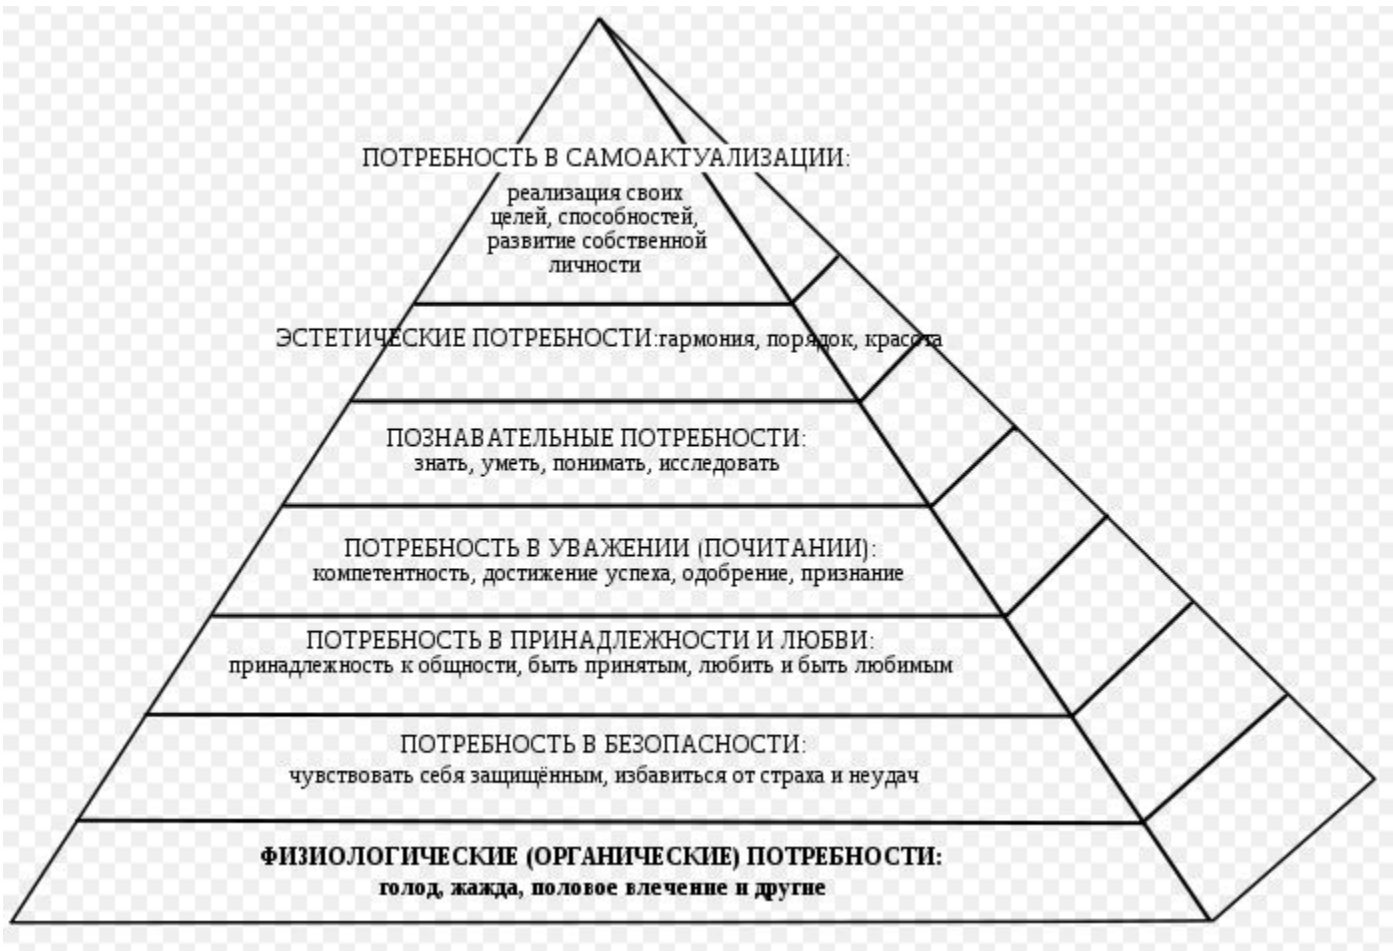 ПОТРЕБНОСТЬ В САМОАКТУАЛИЗАЦИИ:
реализация своих
целей, способностей,
развитие собственной
личности
ЭСТЕТИЧЕСКИЕ ПОТРЕБНОСТИ:гармония, порядок, красота
ПОЗНАВАТЕЛЬНЫЕ ПОТРЕБНОСТИ:
знать, уметь, понимать, исследовать
ПОТРЕБНОСТЬ В УВАЖЕНИИ (ПОЧИТАНИИ):
компетентность, достижение успеха, одобрение, признание
ПОТРЕБНОСТЬ В ПРИНАДЛЕЖНОСТИ И ЛЮБВИ:
принадлежность к общности, быть принятым, любить и быть любимым
ПОТРЕБНОСТЬ В БЕЗОПАСНОСТИ:
чувствовать себя защищённым, избавиться от страха и неудач
ФИЗИОЛОГИЧЕСКИЕ (ОРГАНИЧЕСКИЕ) ПОТРЕБНОСТИ:
голод, жажда, половое влечение и другие